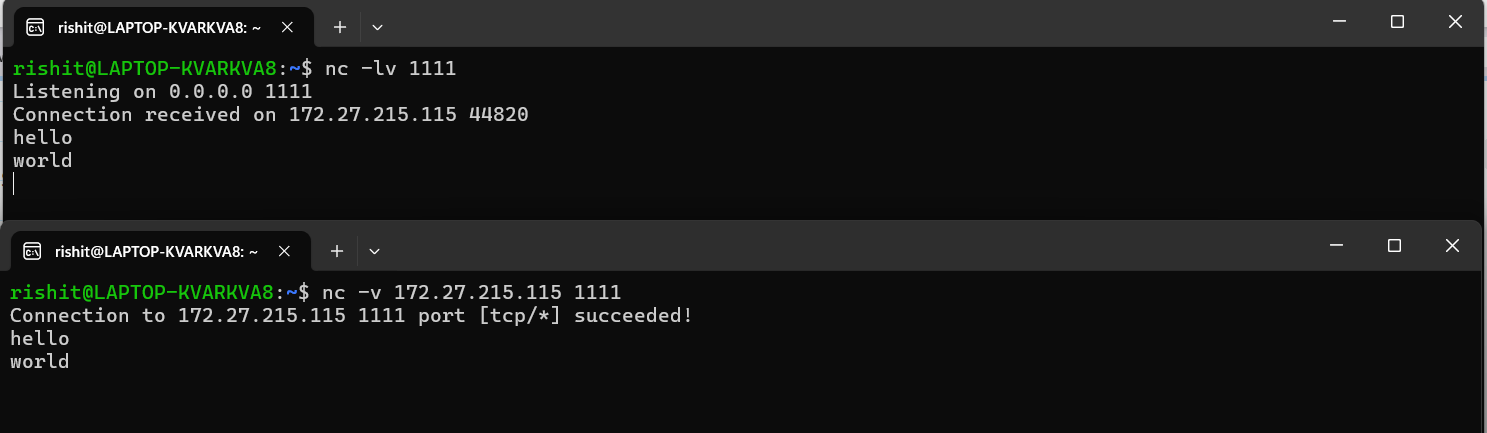 rishit@LAPTOP-KVARKVA8: ~
rishit@LAPTOP-KVARKVA8:~$ nc -lv 1111
Listening on 0.0.0.0 1111
Connection received on 172.27.215.115 44820
hello
world
rishit@LAPTOP-KVARKVA8: ~
rishit@LAPTOP-KVARKVA8:~$ nc -v 172.27.215.115 1111
Connection to 172.27.215.115 1111 port [tcp/*] succeeded!
hello
world